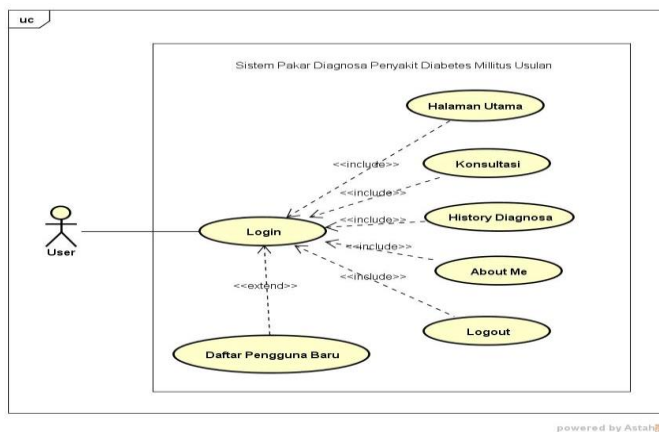 uc
Sistem Pakar Diagnosa Penyakit Diabetes Millitus Usulan
Halaman Utama
<<include>>
Konsultasi
<<include>>
History Diagnosa
<<include>>
Login
User
<<include>>
About Me
<<extend>>
<<include>>
Logout
Daftar Pengguna Baru
powered by Astah